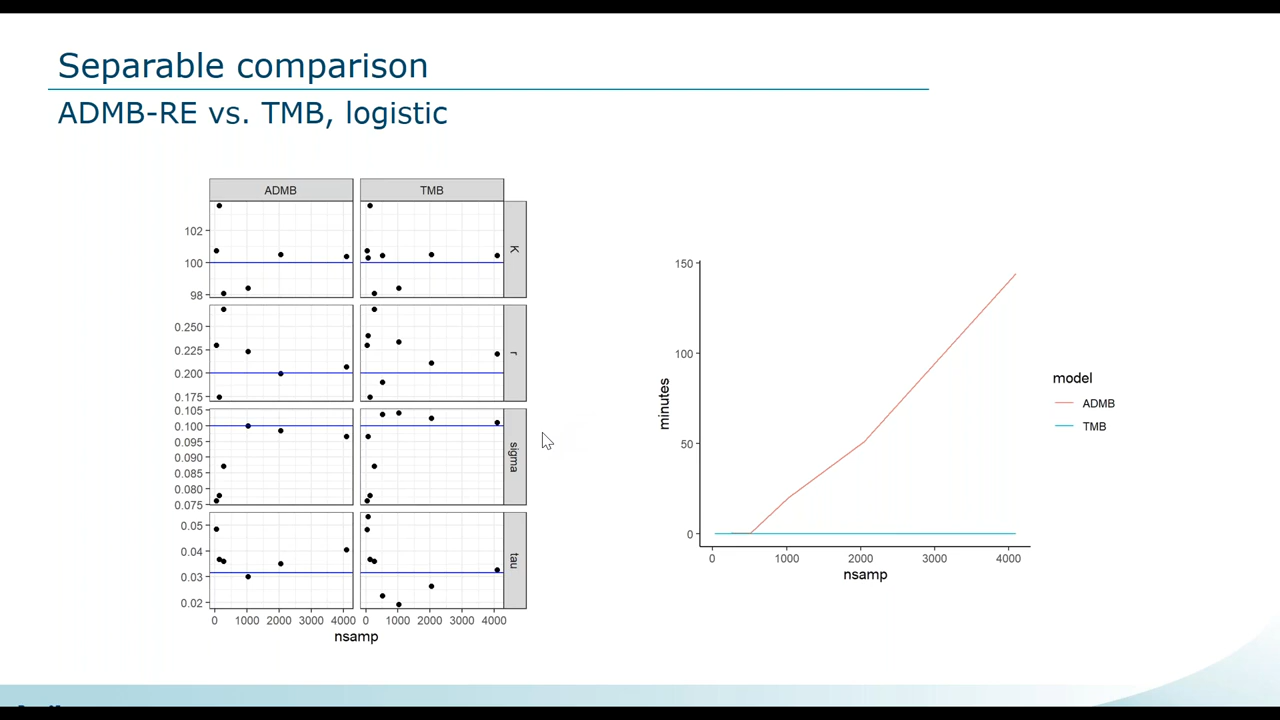 Separable comparison
ADMB-RE vs. TMB, logistic
ADMB
TMB
102
100
98
K
0.250
0.225
0.200
0.175
r
0.105
0.100
0.095
0.090
0.085
0.080
0.075
sigma
0.05
0.04
0.03
0.02
tau
0 1000 2000 3000 4000 0 1000 2000 3000 4000
nsamp
150
100
50
0
minutes
0 1000 2000 3000 4000
nsamp
model
ADMB
TMB